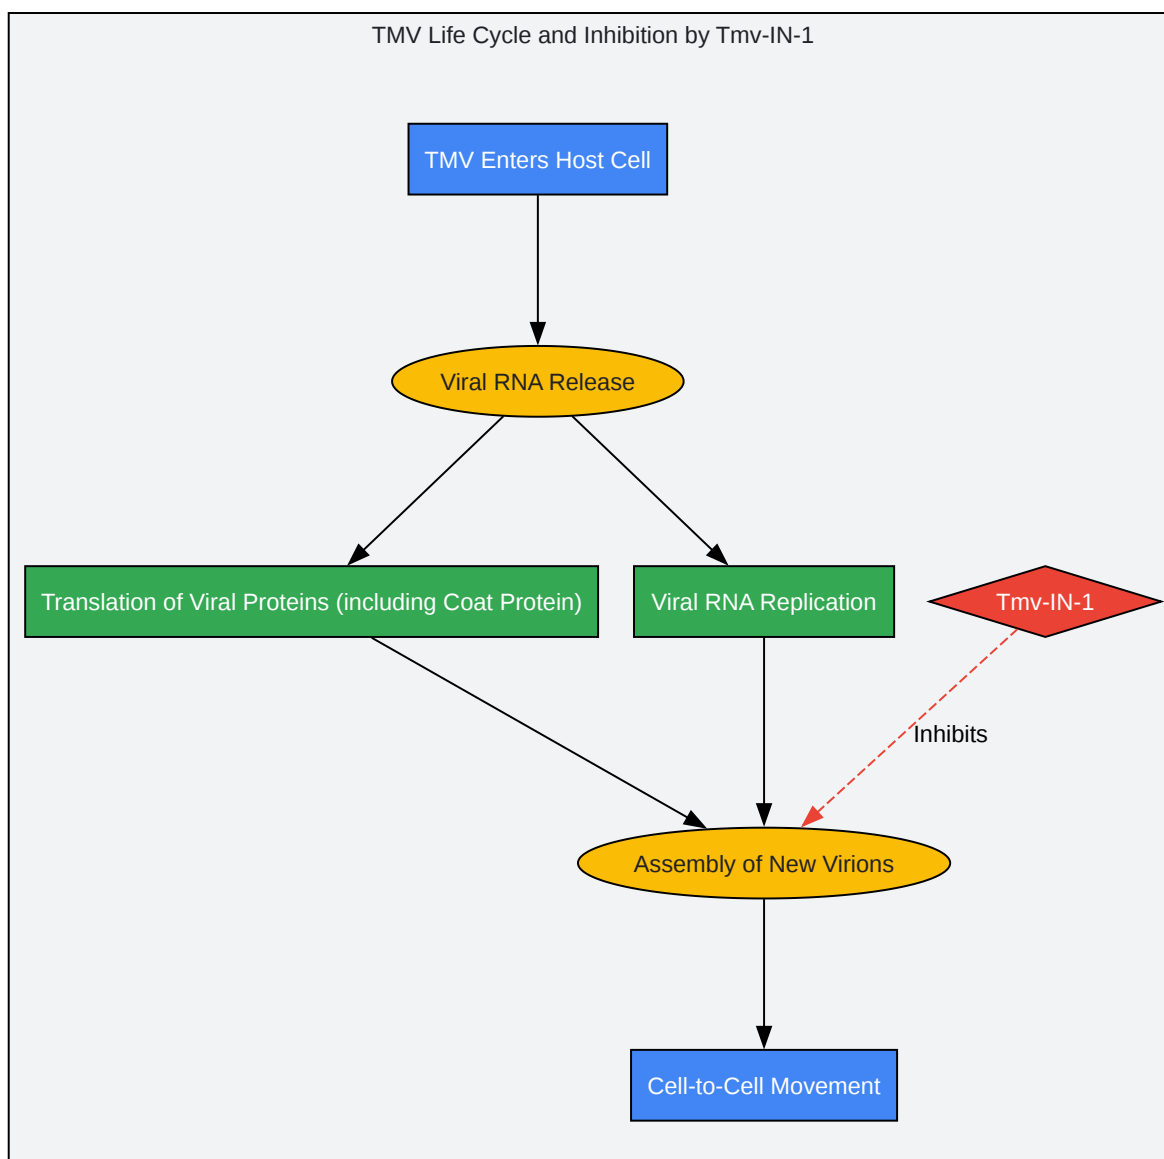 TMV Life Cycle and Inhibition by Tmv-IN-1
TMV Enters Host Cell
Viral RNA Release
Translation of Viral Proteins (including Coat Protein)
Viral RNA Replication
Tmv-IN-1
Inhibits
Assembly of New Virions
Cell-to-Cell Movement